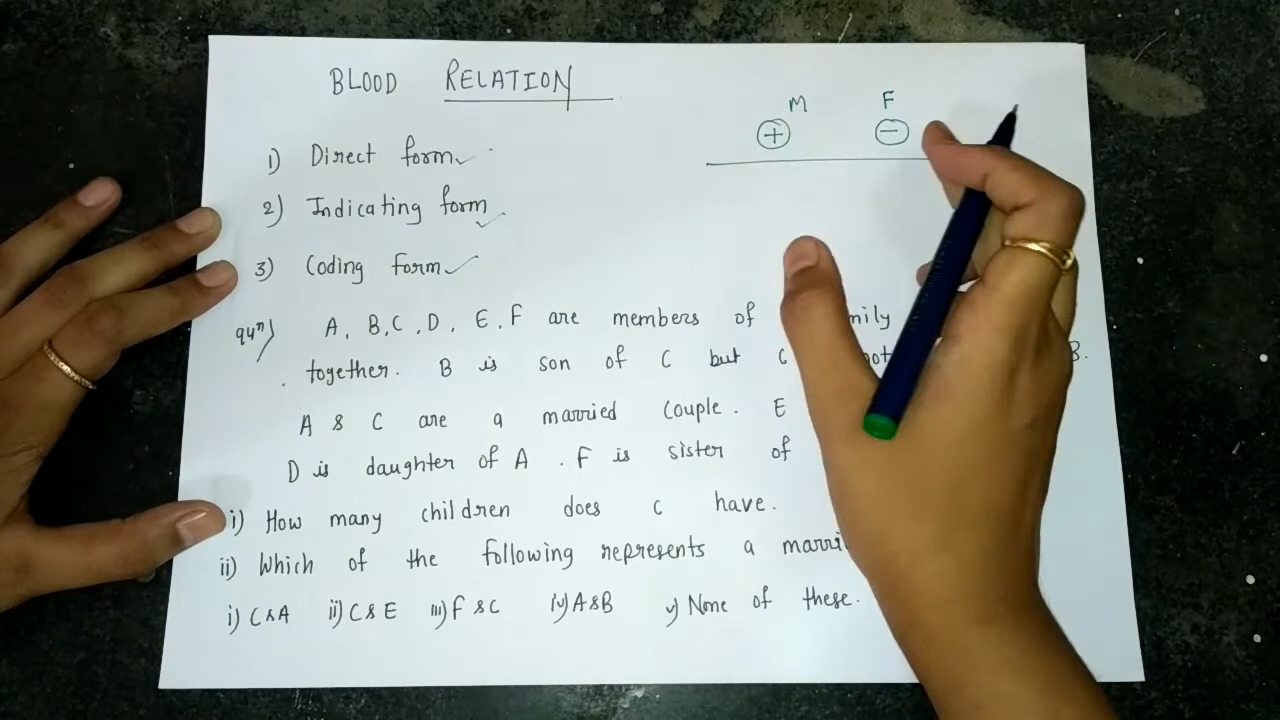 BLOOD RELATION
M F
+ −
1) Direct form ✓
2) Indicating form ✓
3) Coding form ✓
qu^n) A, B, C, D, E, F are members of
together. B is son of C but C B.
A & C are a married couple. E
D is daughter of A. F is sister of
i) How many children does c have.
ii) Which of the following represents a
i) C & A ii) C & E iii) F & C iv) A & B v) None of these.